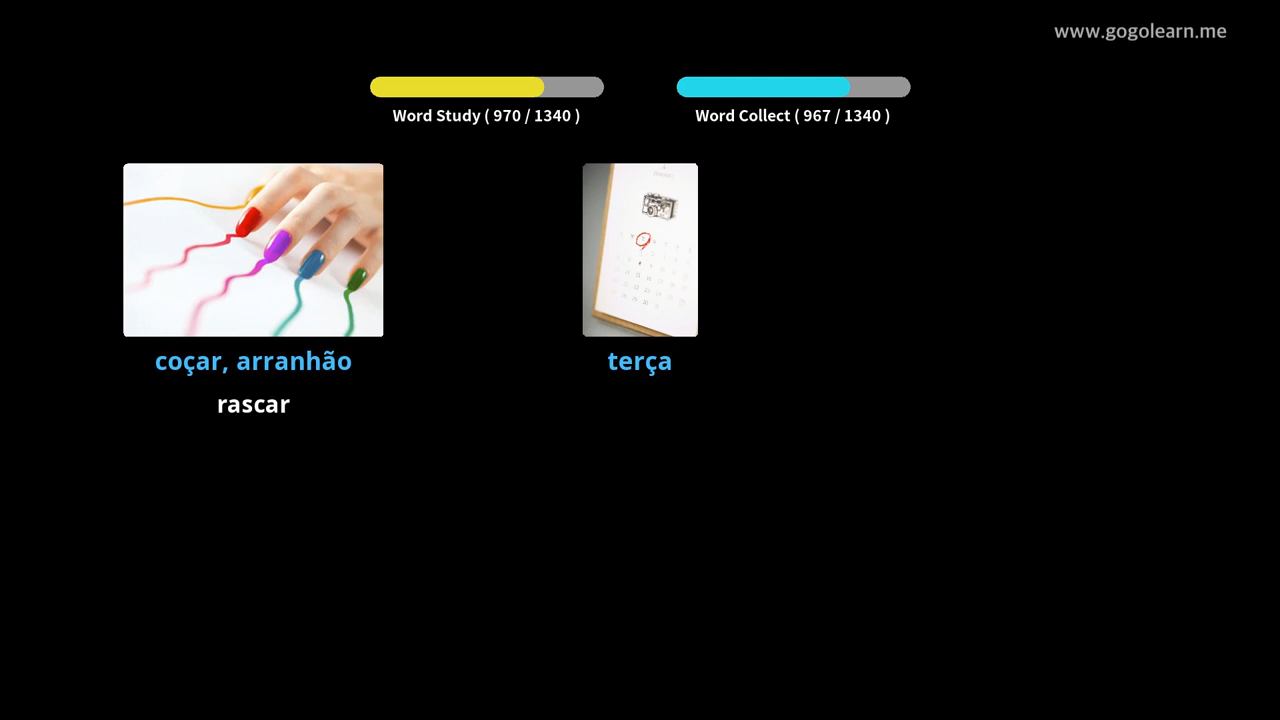 www.gogolearn.me
Word Study ( 970 / 1340 )
Word Collect ( 967 / 1340 )
coçar, arranhão
terça
rascar